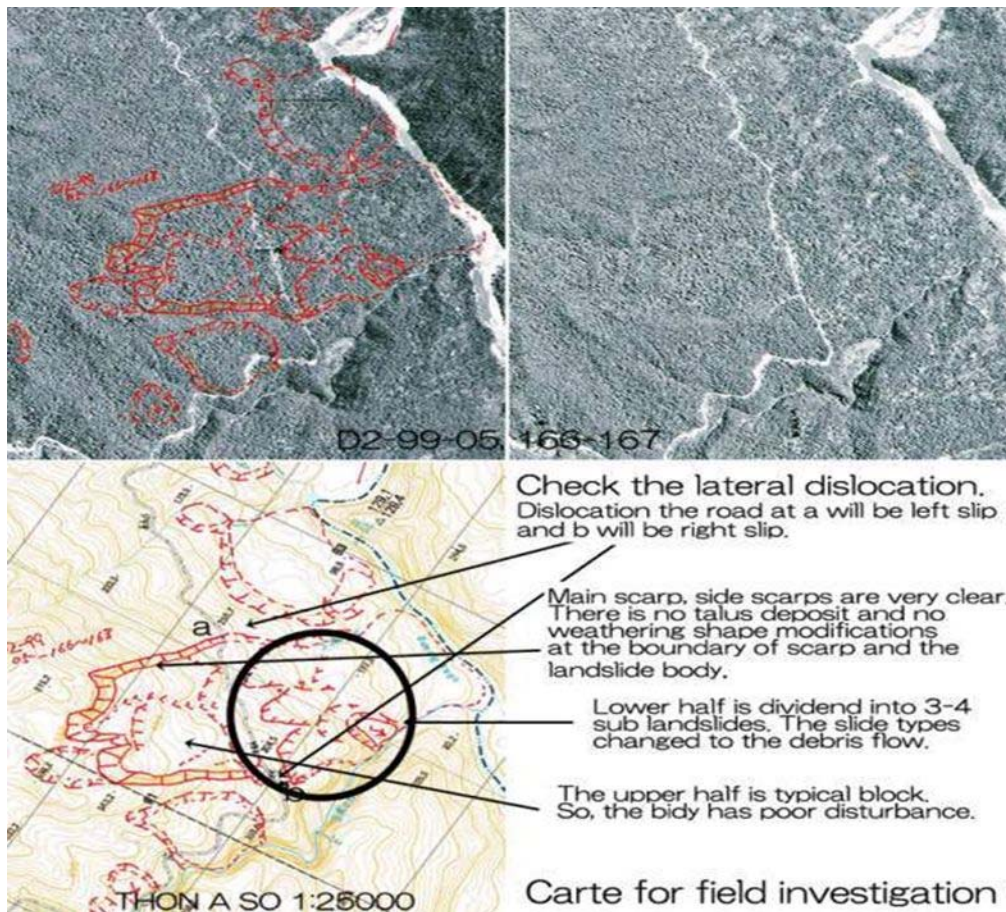 D2-99-05, 166-167
Check the lateral dislocation.
Dislocation the road at a will be left slip
and b will be right slip.
Main scarp, side scarps are very clear.
There is no talus deposit and no
weathering shape modifications
at the boundary of scarp and the
landslide body.
Lower half is dividend into 3-4
sub landslides. The slide types
changed to the debris flow.
The upper half is typical block.
So, the bidy has poor disturbance.
a
b
THON A SO 1:25000
Carte for field investigation